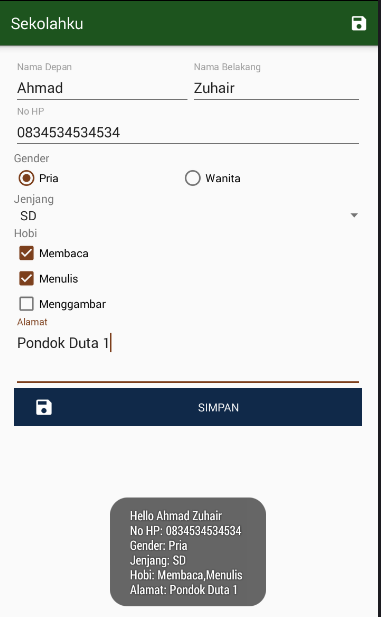 Sekolahku
Nama Depan Nama Belakang
Ahmad Zuhair
No HP
0834534534534
Gender
Pria Wanita
Jenjang
SD
Hobi
Membaca
Menulis
Menggambar
Alamat
Pondok Duta 1
SIMPAN
Hello Ahmad Zuhair
No HP: 0834534534534
Gender: Pria
Jenjang: SD
Hobi: Membaca,Menulis
Alamat: Pondok Duta 1